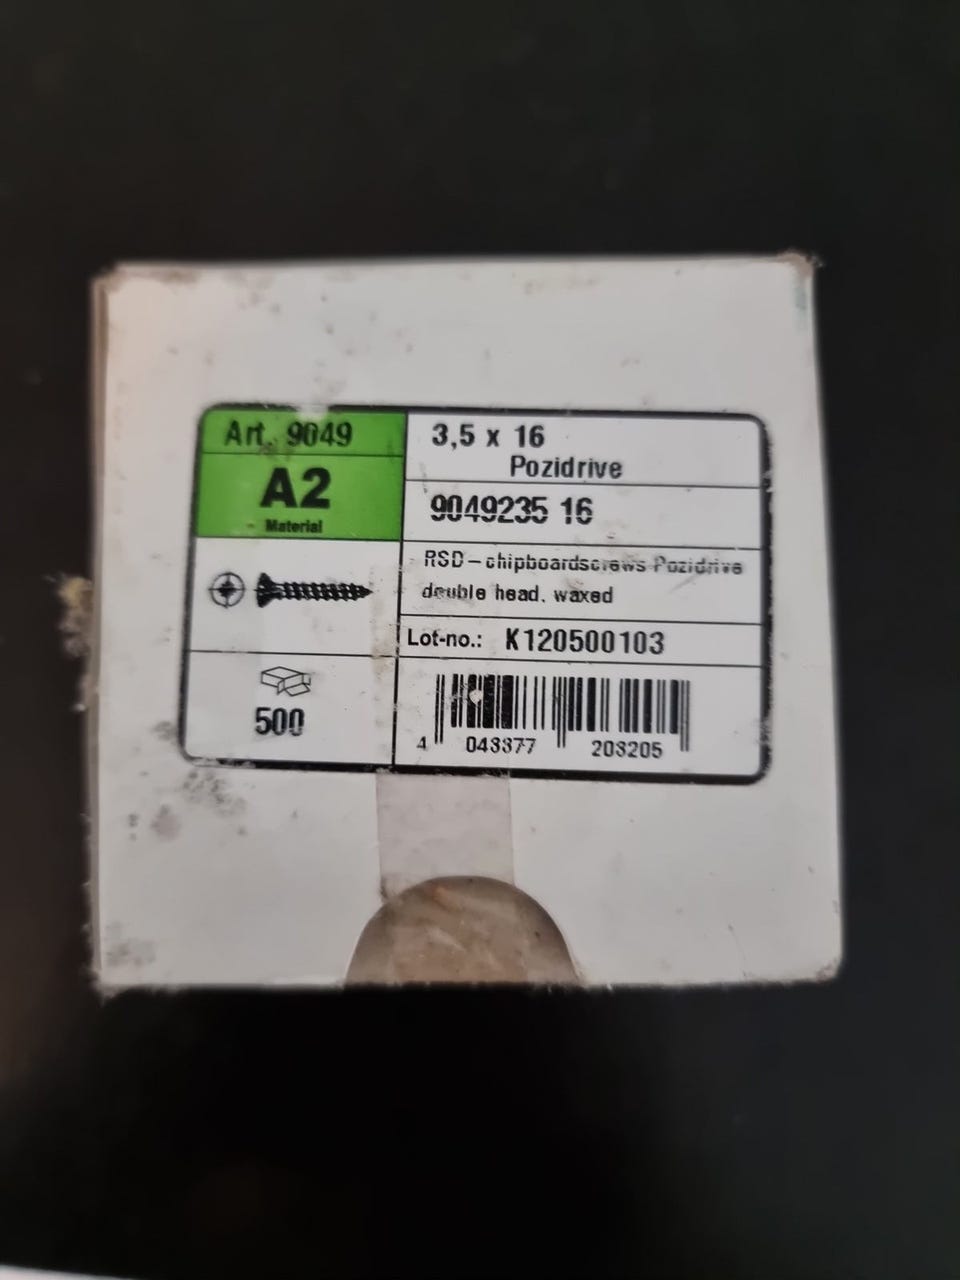 Art. 9049
A2
Material
3,5 x 16
Pozidrive
9049235 16
RSD – chipboardscrews Pozidrive
double head, waxed
Lot-no.: K120500103
500
4 043377 203205